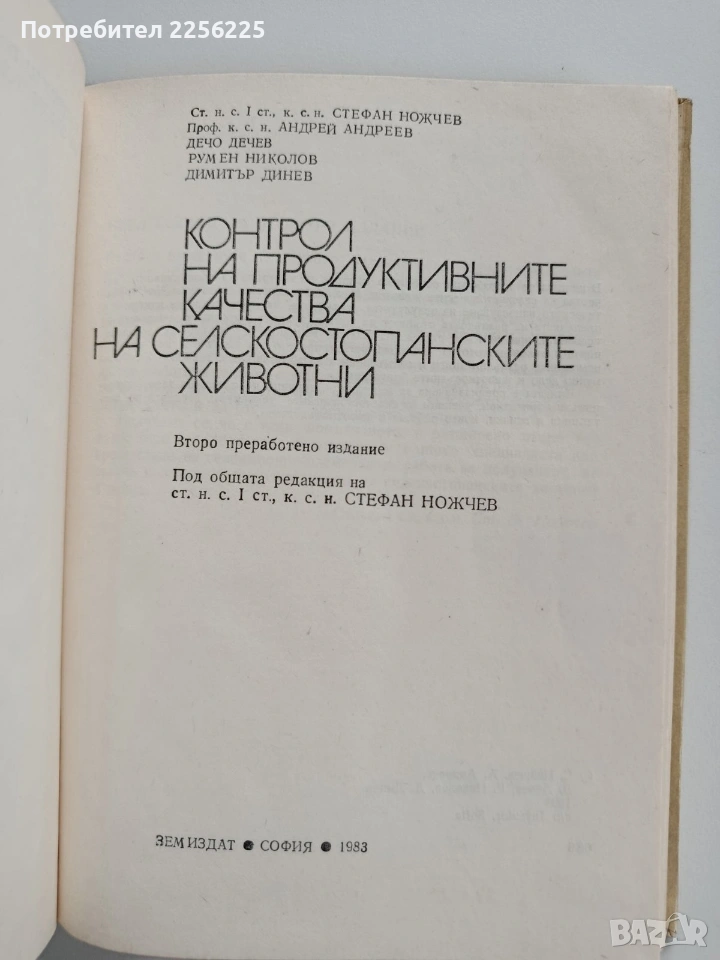 Потребител 2256225
Ст. н. с. I ст., к. с. н. СТЕФАН НОЖЧЕВ
Проф. к. с. н. АНДРЕЙ АНДРЕЕВ
ДЕЧО ДЕЧЕВ
РУМЕН НИКОЛОВ
ДИМИТЪР ДИНЕВ
КОНТРОЛ
НА ПРОДУКТИВНИТЕ
КАЧЕСТВА
НА СЕЛСКОСТОПАНСКИТЕ
ЖИВОТНИ
Второ преработено издание
Под общата редакция на
ст. н. с. I ст., к. с. н. СТЕФАН НОЖЧЕВ
ЗЕМИЗДАТ ● СОФИЯ ● 1983
BAZAR